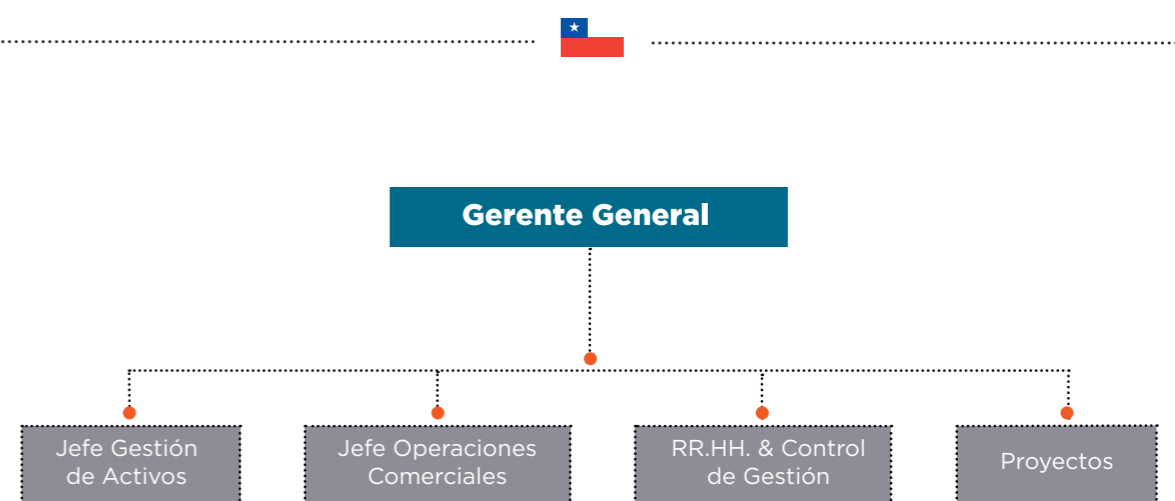 Gerente General
Jefe Gestión
de Activos
Jefe Operaciones
Comerciales
RR.HH. & Control
de Gestión
Proyectos